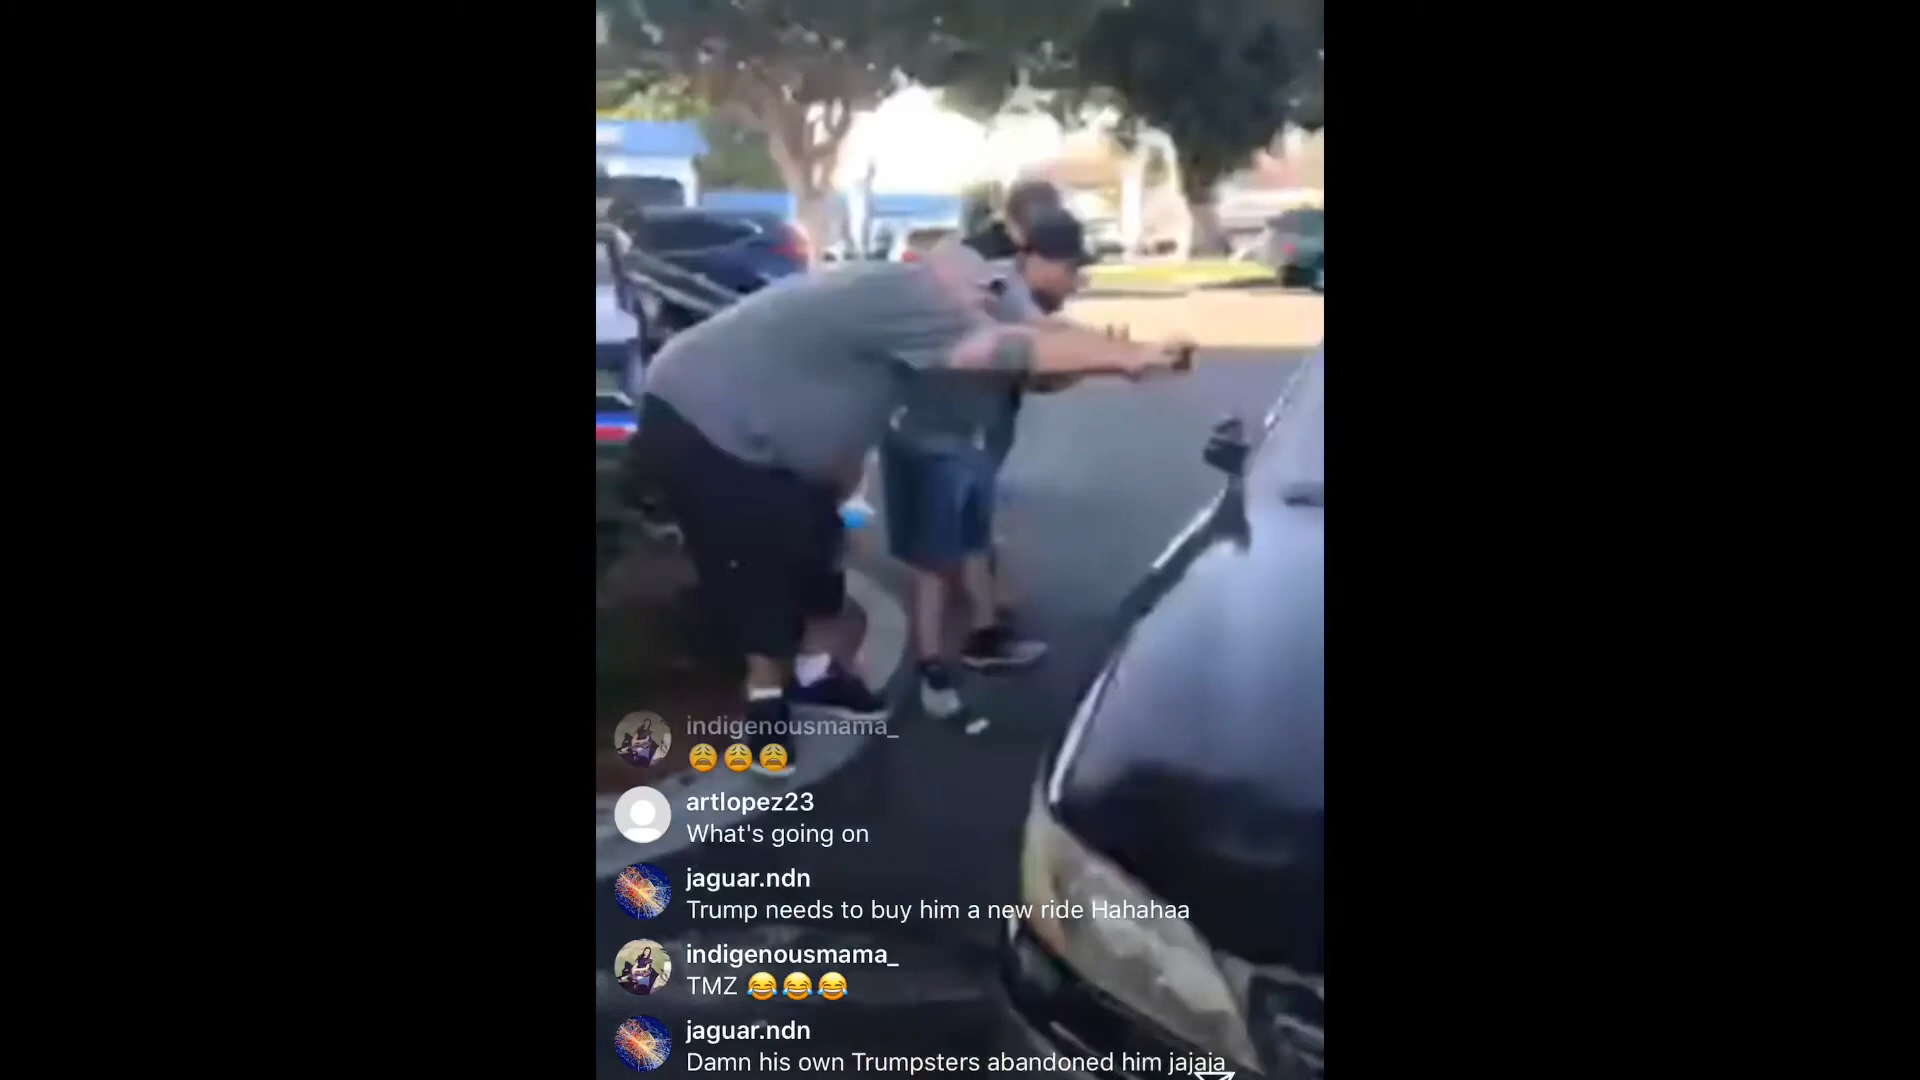 indigenousmama_
😩😩😩
artlopez23
What's going on
jaguar.ndn
Trump needs to buy him a new ride Hahahaa
indigenousmama_
TMZ 😂😂😂
jaguar.ndn
Damn his own Trumpsters abandoned him jajaja